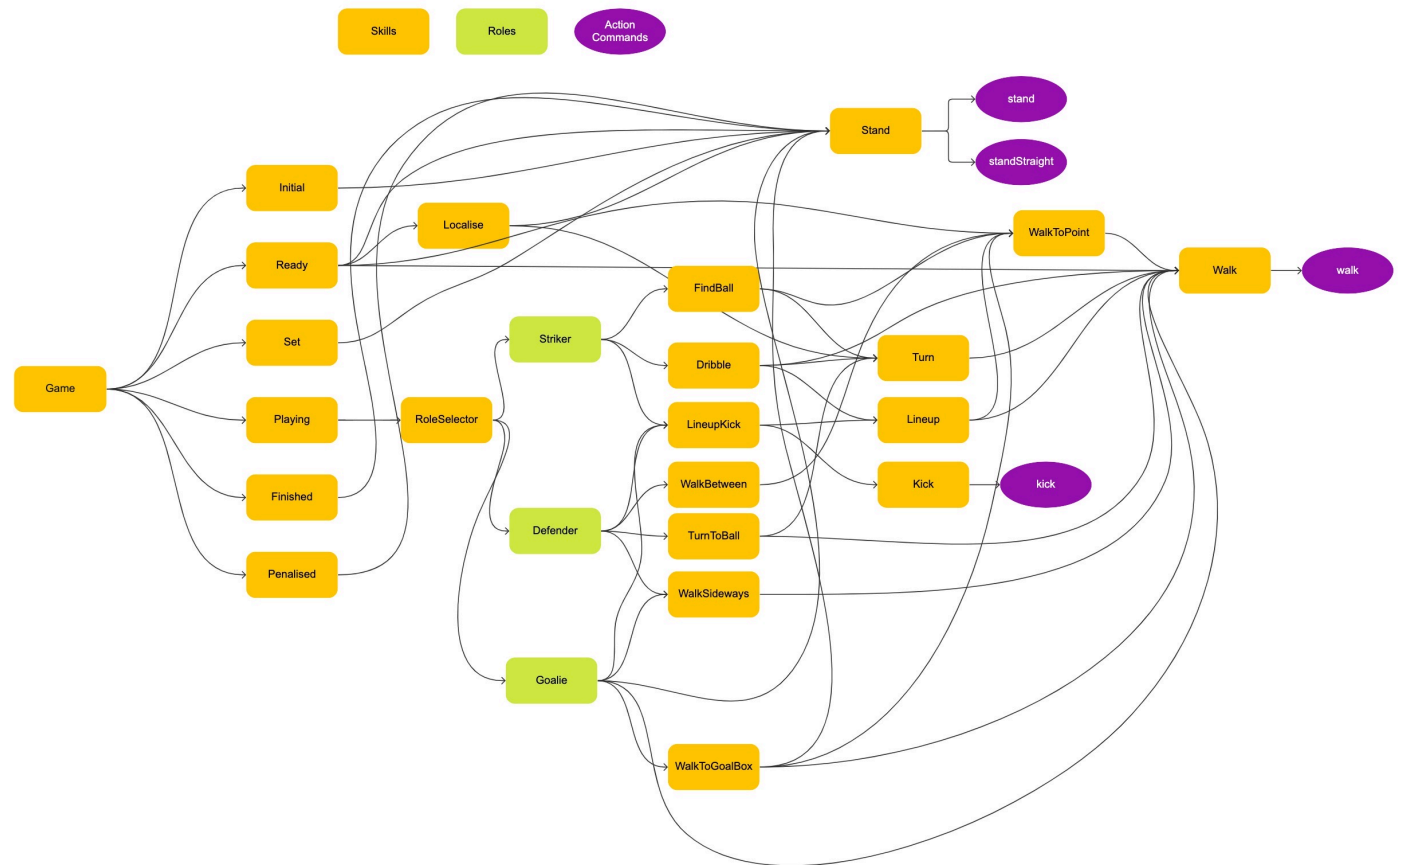 Skills
Roles
Action
Commands
stand
Stand
standStraight
Initial
Localise
WalkToPoint
Ready
FindBall
Walk
walk
Set
Striker
Turn
Dribble
Game
Playing
RoleSelector
LineupKick
Lineup
WalkBetween
Kick
kick
Finished
Defender
TurnToBall
Penalised
WalkSideways
Goalie
WalkToGoalBox